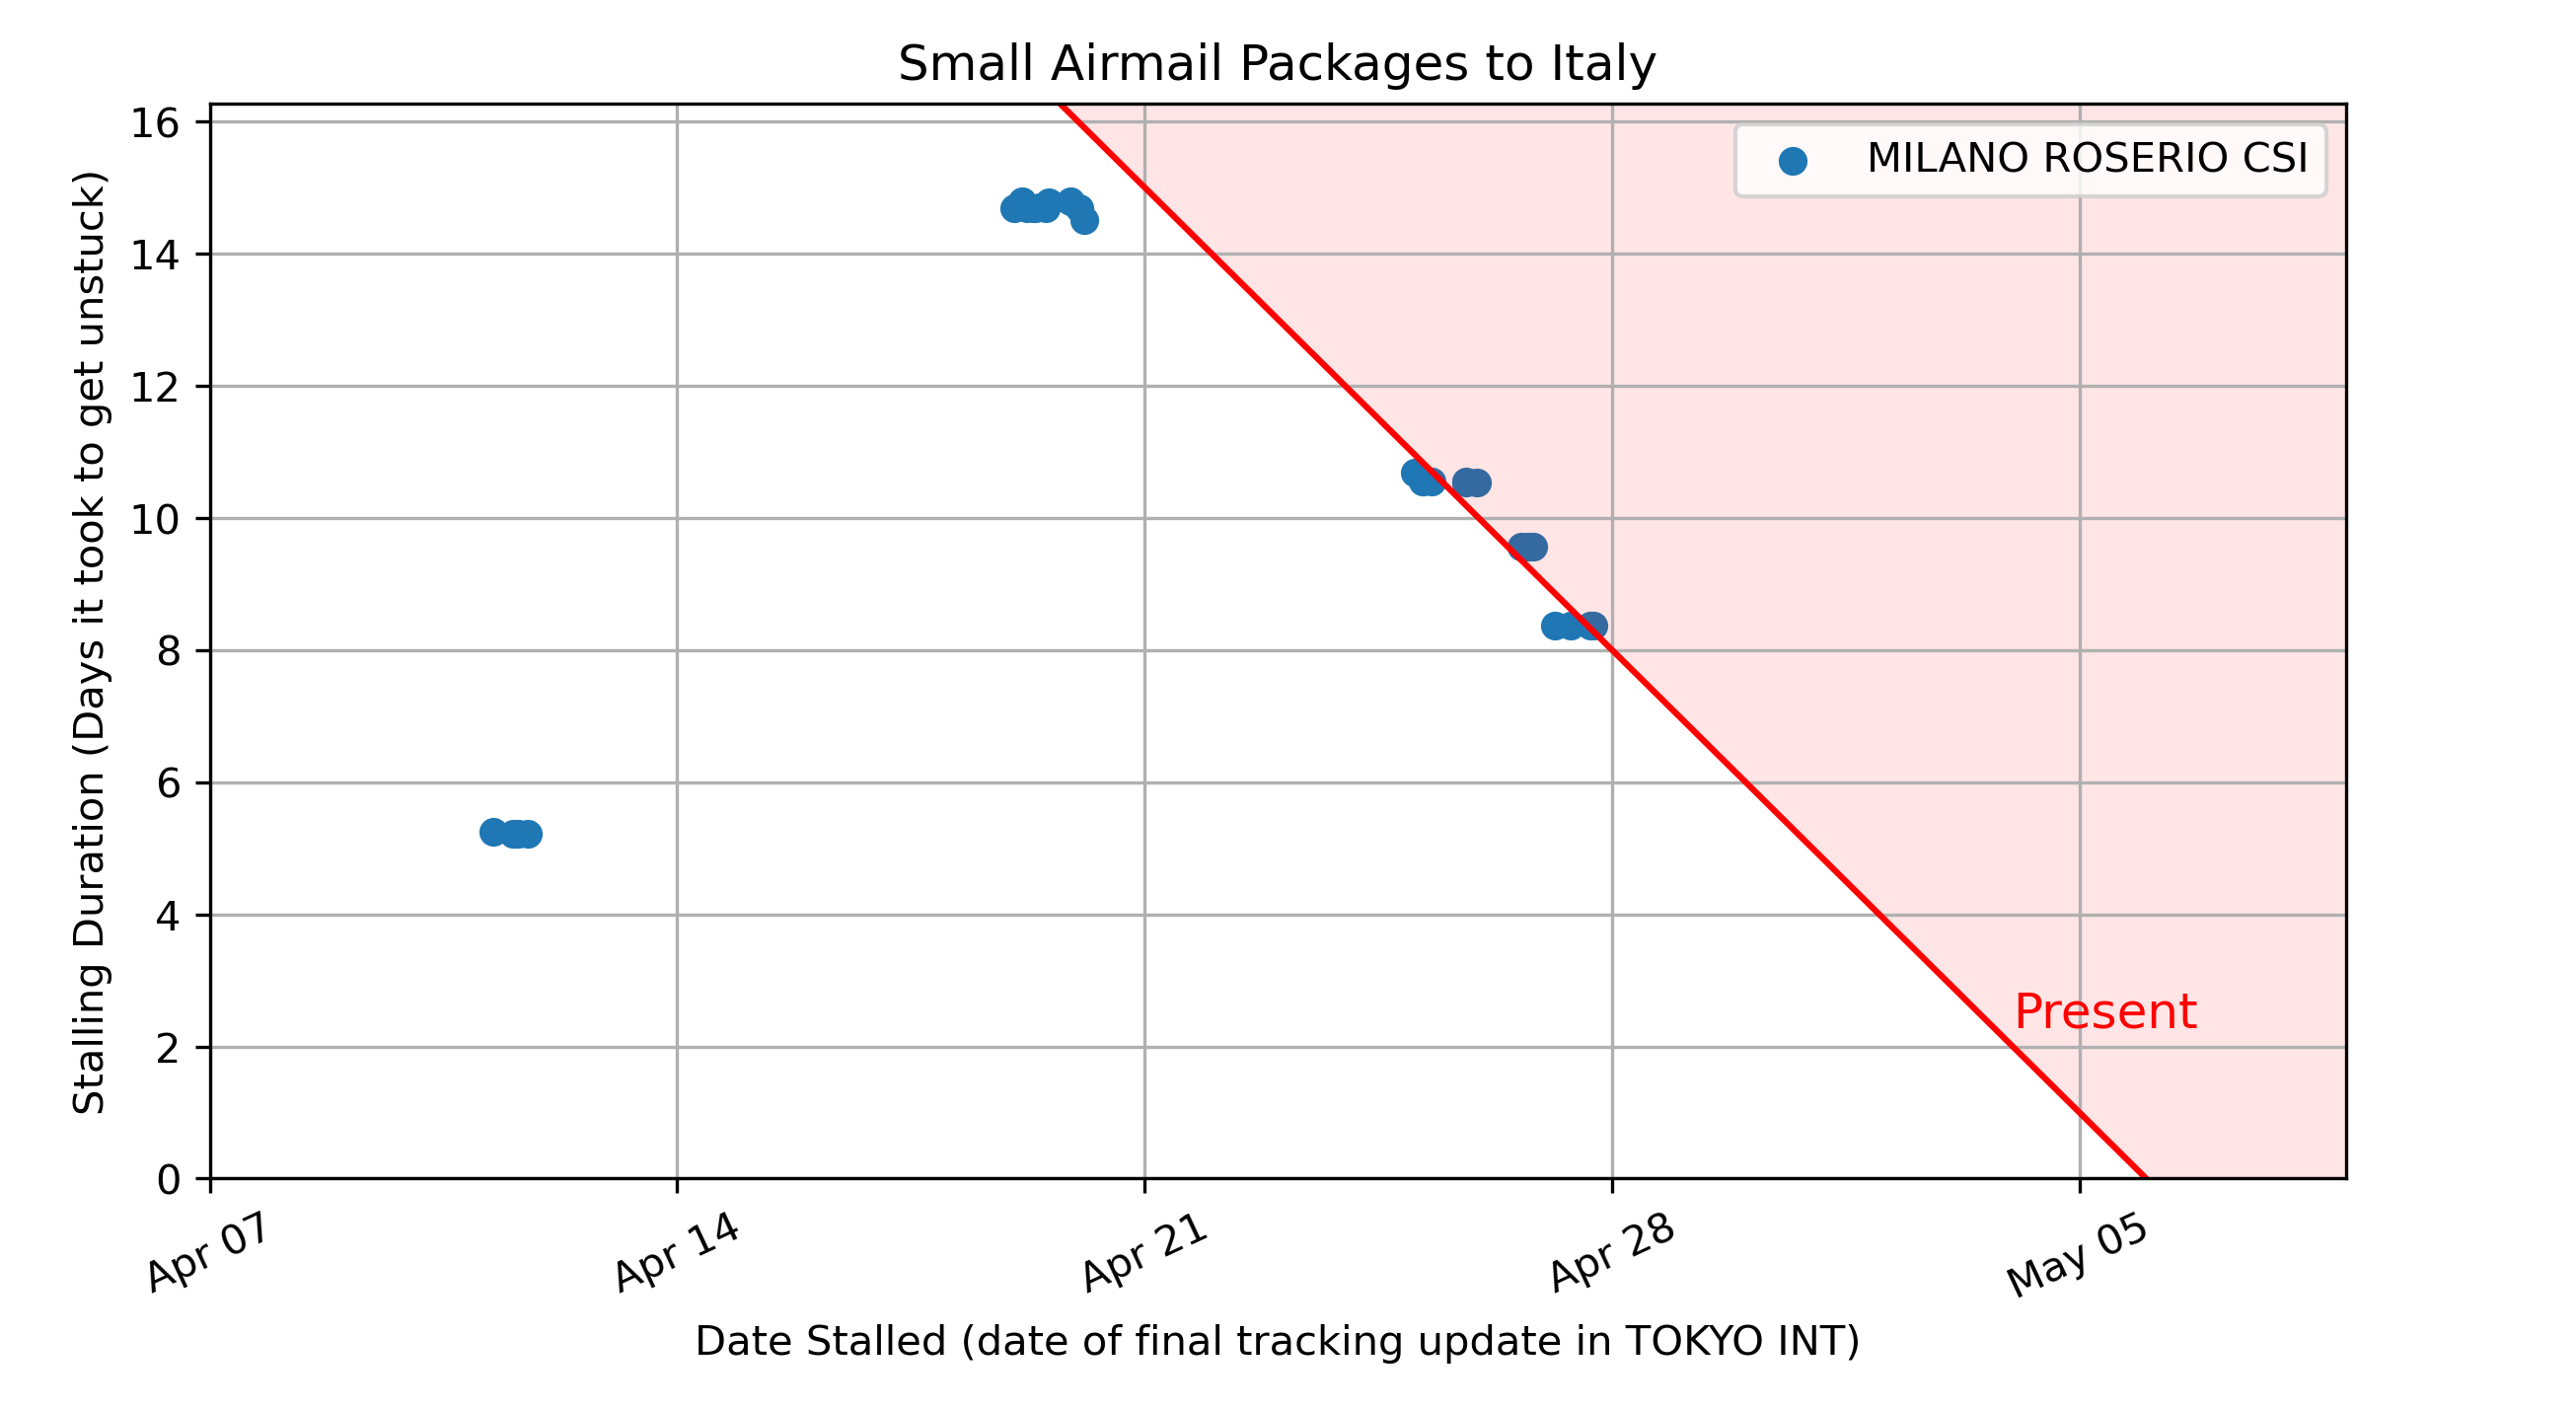 Small Airmail Packages to Italy
MILANO ROSERIO CSI
Stalling Duration (Days it took to get unstuck)
16
14
12
10
8
6
4
2
0
Present
Apr 07
Apr 14
Apr 21
Apr 28
May 05
Date Stalled (date of final tracking update in TOKYO INT)